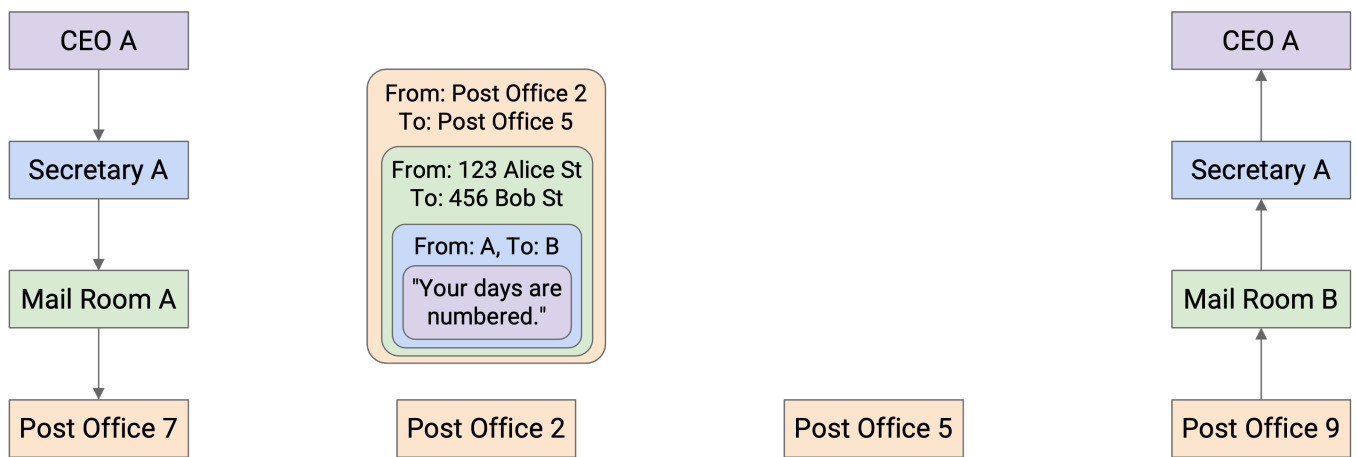 CEO A
Secretary A
Mail Room A
Post Office 7
From: Post Office 2
To: Post Office 5
From: 123 Alice St
To: 456 Bob St
From: A, To: B
"Your days are
numbered."
Post Office 2
Post Office 5
CEO A
Secretary A
Mail Room B
Post Office 9